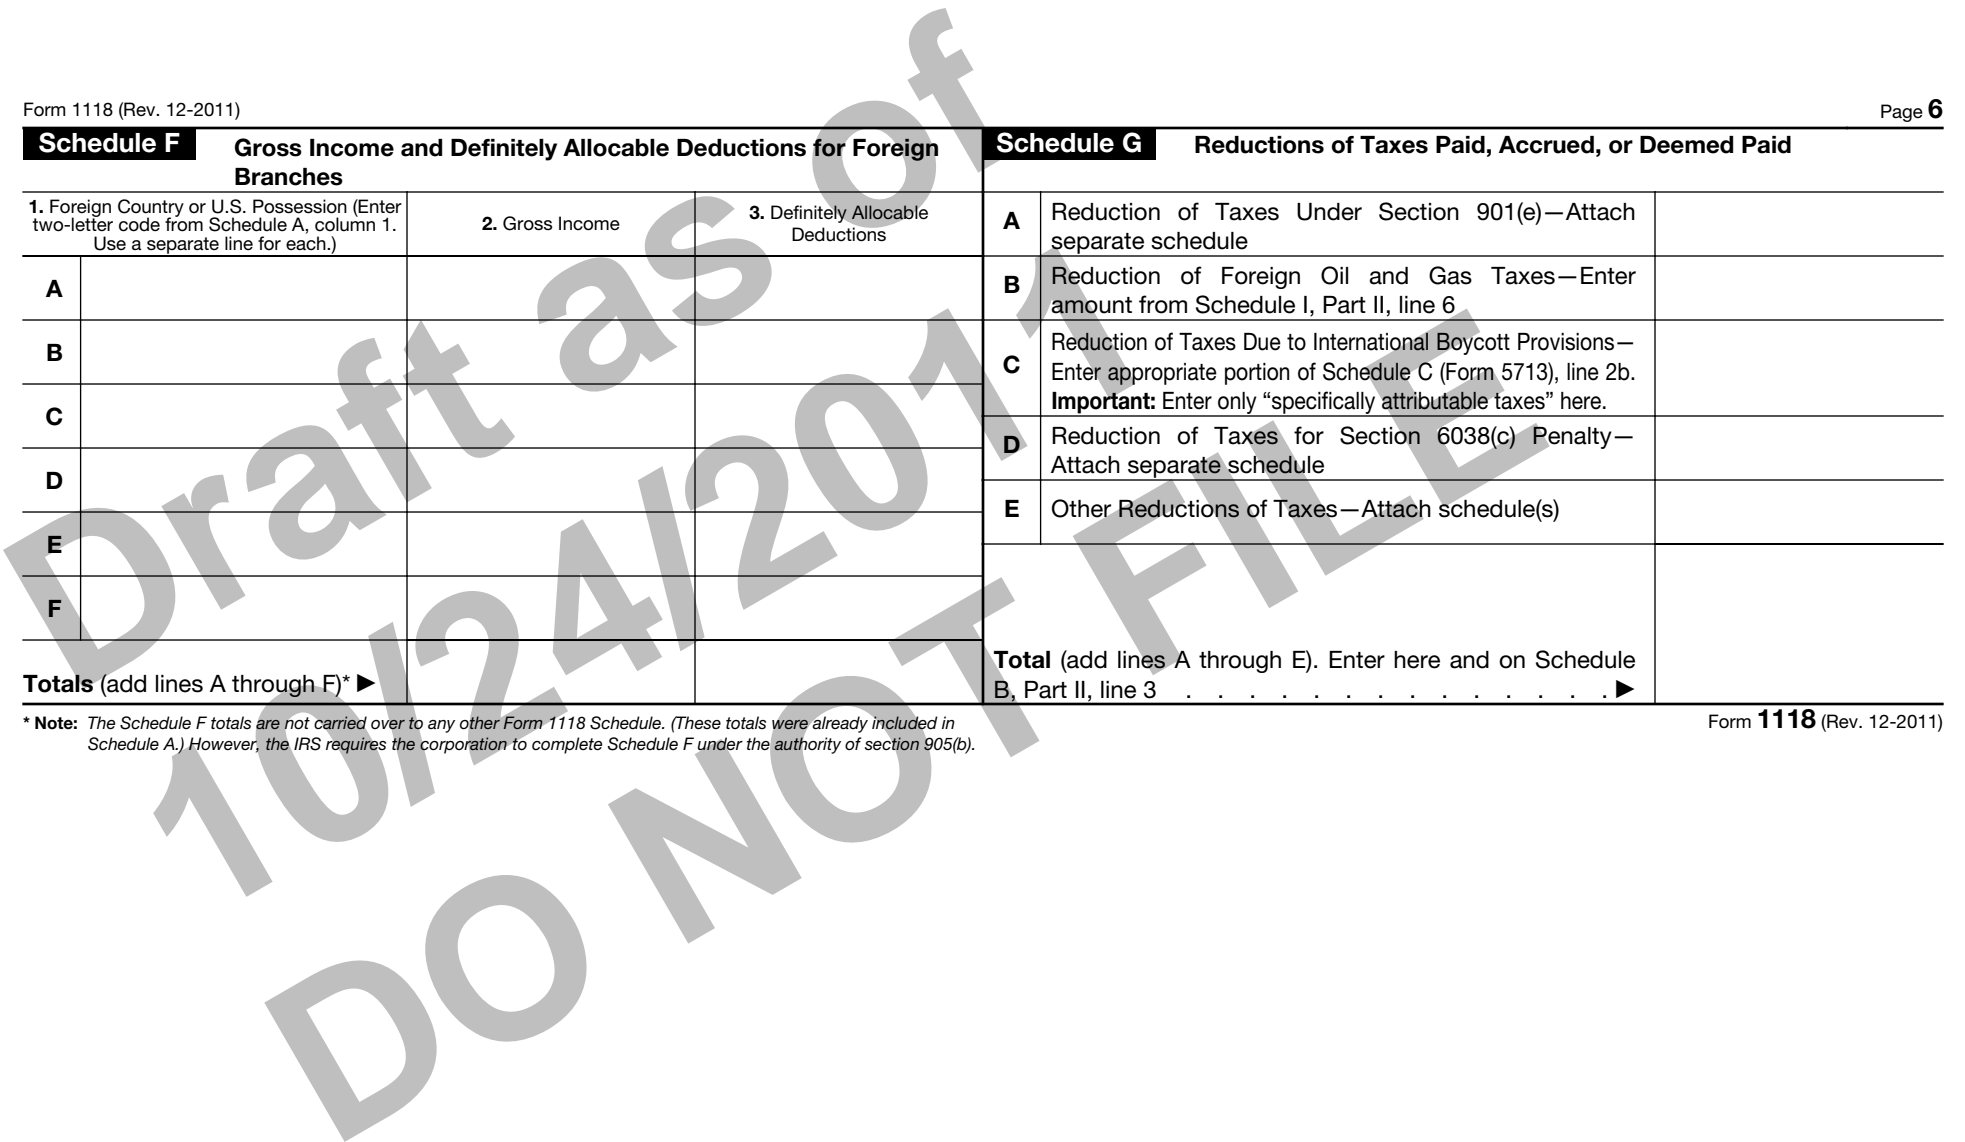 Form 1118 (Rev. 12-2011)
Page 6
Schedule F
Gross Income and Definitely Allocable Deductions for Foreign
Branches
1. Foreign Country or U.S. Possession (Enter
two-letter code from Schedule A, column 1.
Use a separate line for each.)
2. Gross Income
3. Definitely Allocable
Deductions
A
B
C
D
E
F
Totals (add lines A through F)* ▶
* Note: The Schedule F totals are not carried over to any other Form 1118 Schedule. (These totals were already included in
Schedule A.) However, the IRS requires the corporation to complete Schedule F under the authority of section 905(b).
Schedule G
Reductions of Taxes Paid, Accrued, or Deemed Paid
A
Reduction of Taxes Under Section 901(e)—Attach
separate schedule
B
Reduction of Foreign Oil and Gas Taxes—Enter
amount from Schedule I, Part II, line 6
C
Reduction of Taxes Due to International Boycott Provisions—
Enter appropriate portion of Schedule C (Form 5713), line 2b.
Important: Enter only “specifically attributable taxes” here.
D
Reduction of Taxes for Section 6038(c) Penalty—
Attach separate schedule
E
Other Reductions of Taxes—Attach schedule(s)
Total (add lines A through E). Enter here and on Schedule
B, Part II, line 3 . . . . . . . . . . . . . . ▶
Form 1118 (Rev. 12-2011)
Draft as of
10/24/2011
DO NOT FILE